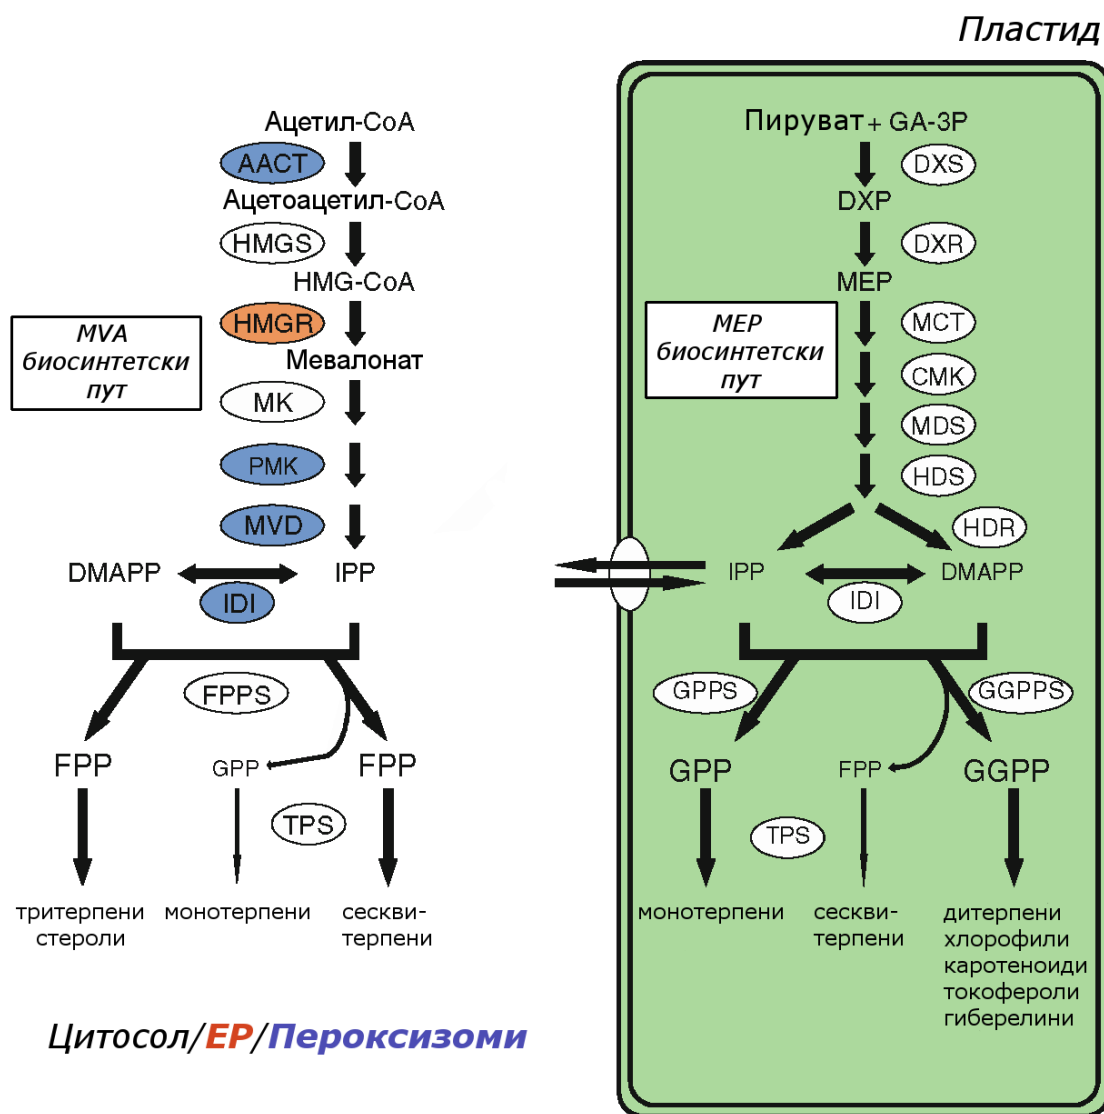 Пластид
Ацетил-CoA
AACT
Ацетоацетил-CoA
HMGS
HMG-CoA
HMGR
MVA
биосинтетски
пут
Мевалонат
MK
PMK
MVD
DMAPP
IPP
IDI
FPPS
FPP
GPP
FPP
TPS
тритерпени
стероли
монотерпени
сескви-
терпени
Цитосол/ЕР/Пероксизоми
Пируват + GA-3P
DXS
DXP
DXR
MEP
MEP
биосинтетски
пут
MCT
CMK
MDS
HDS
HDR
IPP
DMAPP
IDI
GPPS
GGPPS
GPP
FPP
GGPP
TPS
монотерпени
сескви-
терпени
дитерпени
хлорофили
каротеноиди
токофероли
гиберелини